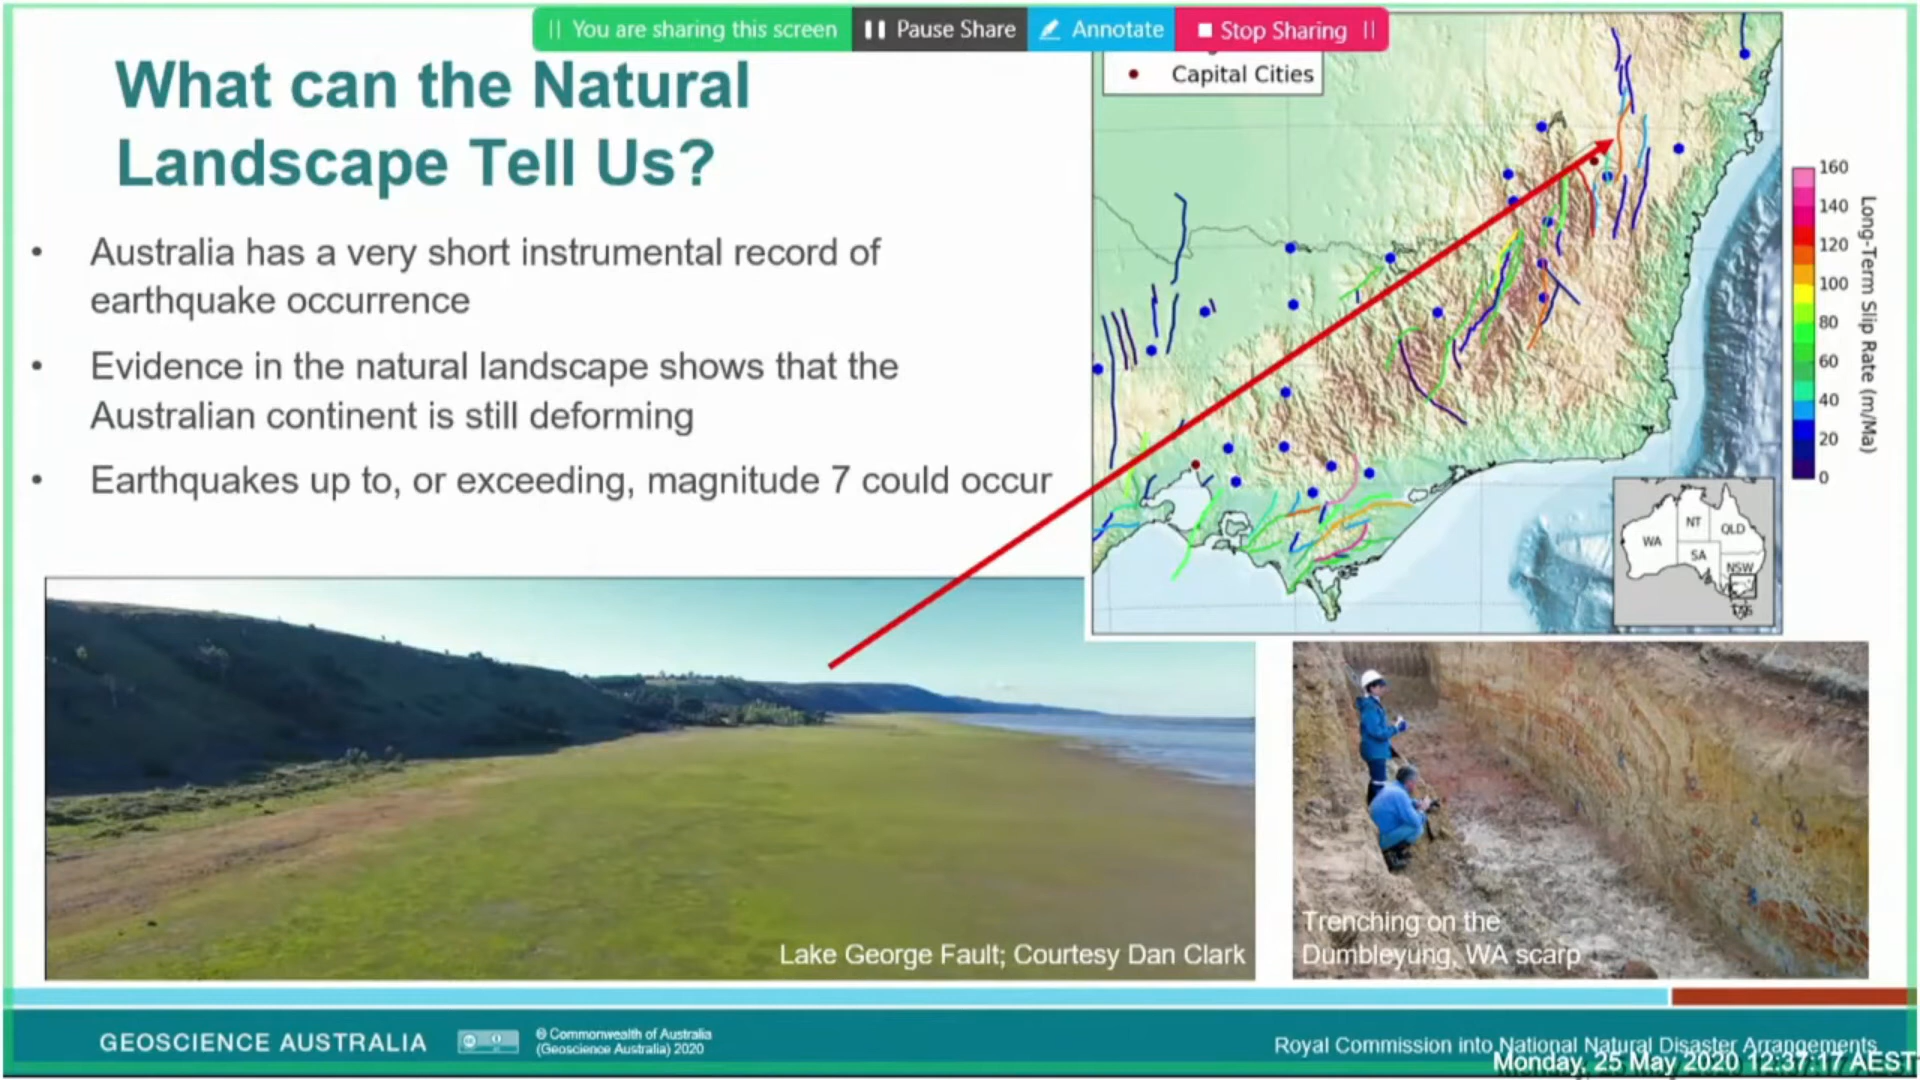 You are sharing this screen
Pause Share
Annotate
Stop Sharing
What can the Natural
Landscape Tell Us?
• Australia has a very short instrumental record of
earthquake occurrence
• Evidence in the natural landscape shows that the
Australian continent is still deforming
• Earthquakes up to, or exceeding, magnitude 7 could occur
Capital Cities
160
140
120
100
80
60
40
20
0
Long-Term Slip Rate (m/Ma)
NT
QLD
WA
SA
NSW
TAS
Lake George Fault; Courtesy Dan Clark
Trenching on the
Dumbleyung, WA scarp
GEOSCIENCE AUSTRALIA
© Commonwealth of Australia
(Geoscience Australia) 2020
Royal Commission into National Natural Disaster Arrangements
Monday, 25 May 2020 12:37:17 AEST